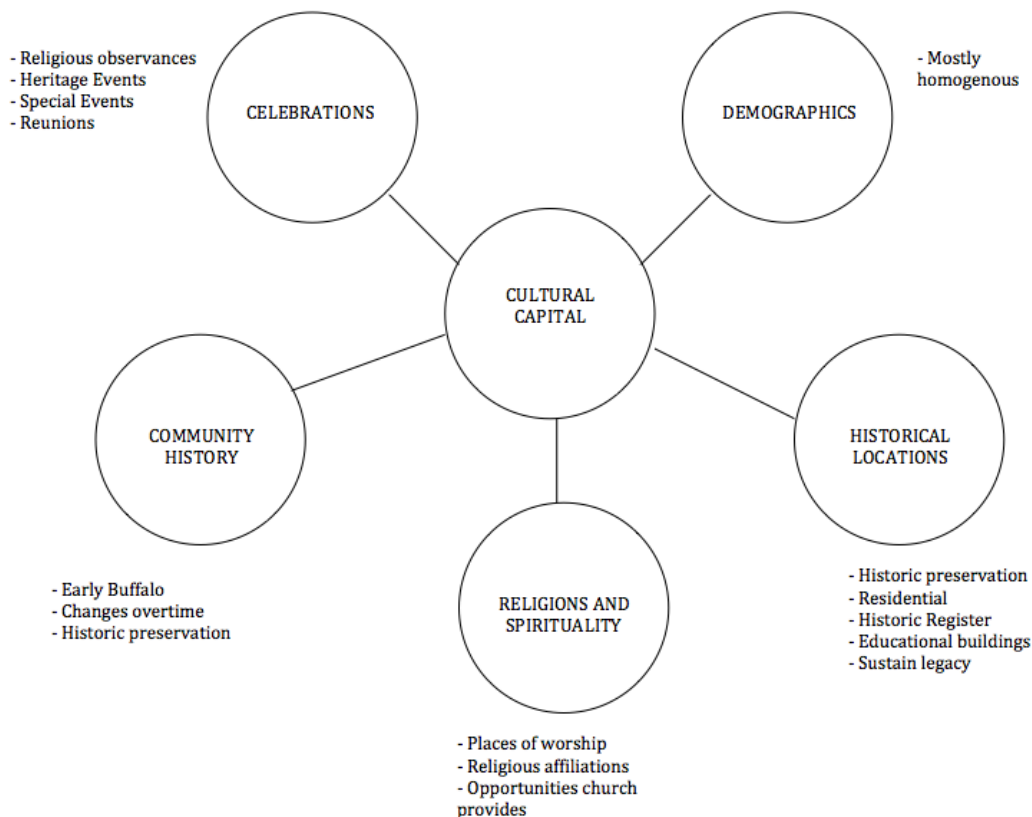 - Religious observances
- Heritage Events
- Special Events
- Reunions
CELEBRATIONS
DEMOGRAPHICS
- Mostly
homogenous
CULTURAL
CAPITAL
COMMUNITY
HISTORY
- Early Buffalo
- Changes overtime
- Historic preservation
RELIGIONS AND
SPIRITUALITY
- Places of worship
- Religious affiliations
- Opportunities church
provides
HISTORICAL
LOCATIONS
- Historic preservation
- Residential
- Historic Register
- Educational buildings
- Sustain legacy